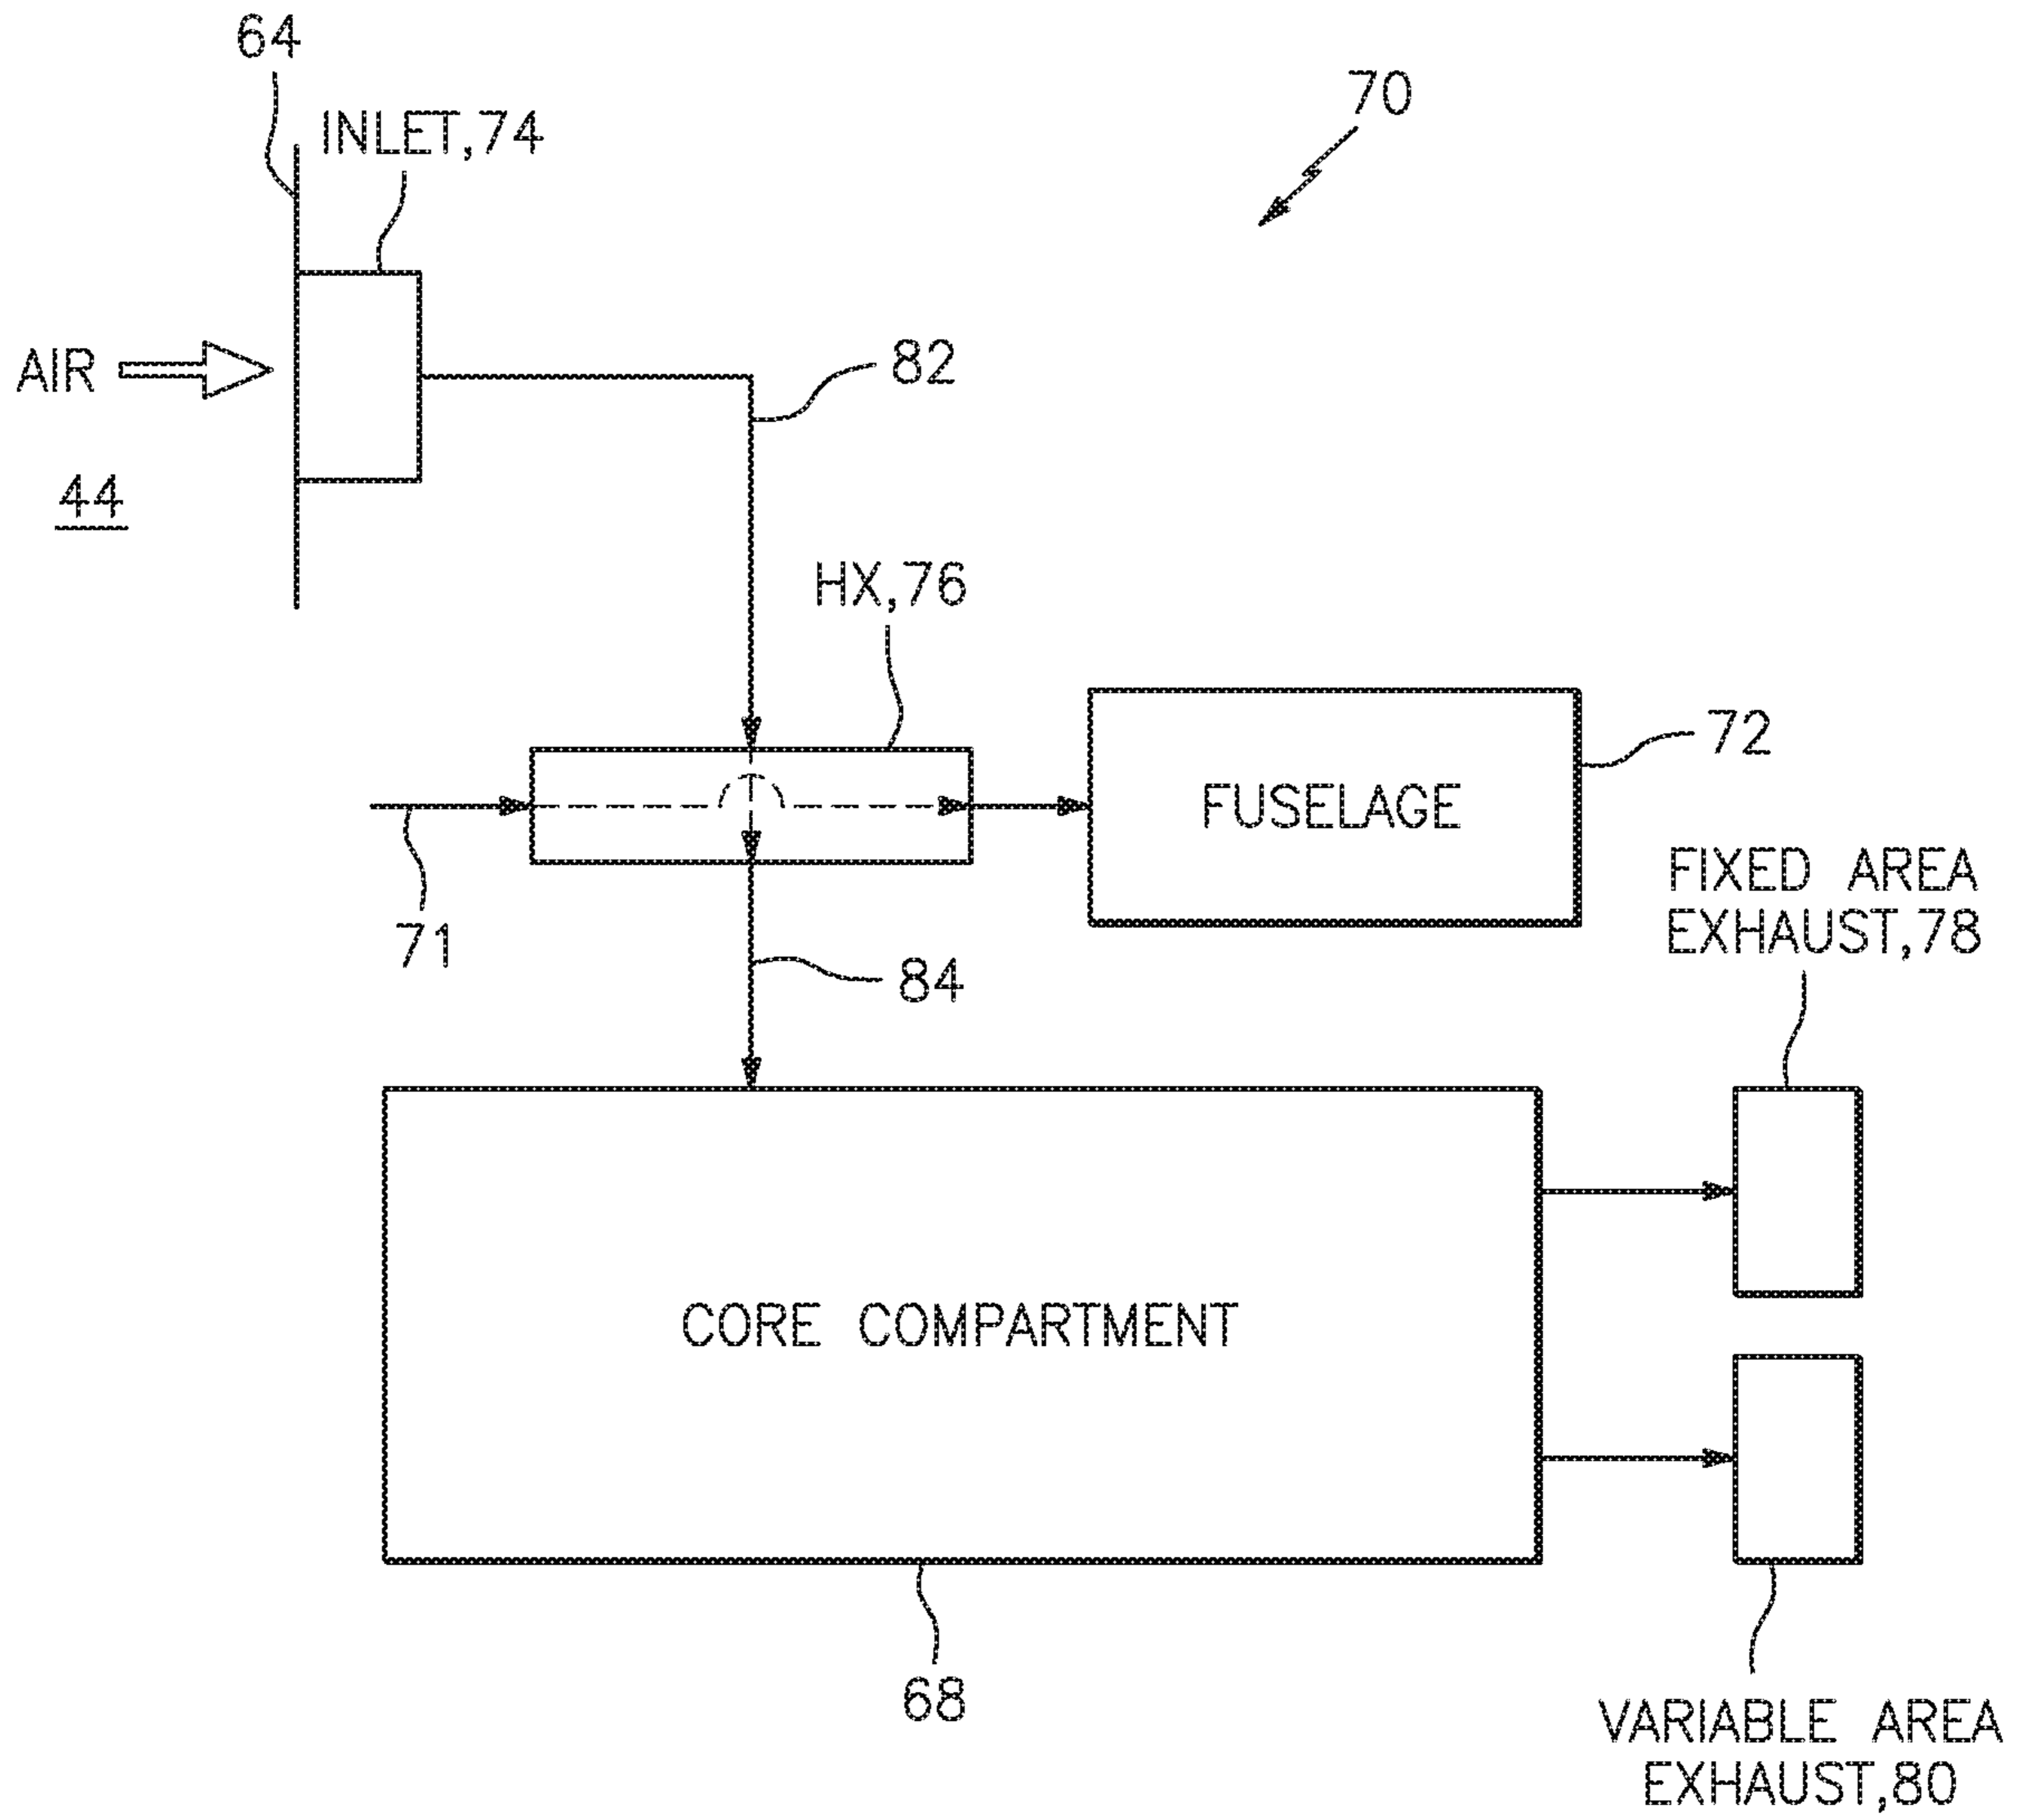 64
INLET,74
70
AIR
82
44
HX,76
72
FUSELAGE
71
84
FIXED AREA
EXHAUST,78
CORE COMPARTMENT
68
VARIABLE AREA
EXHAUST,80